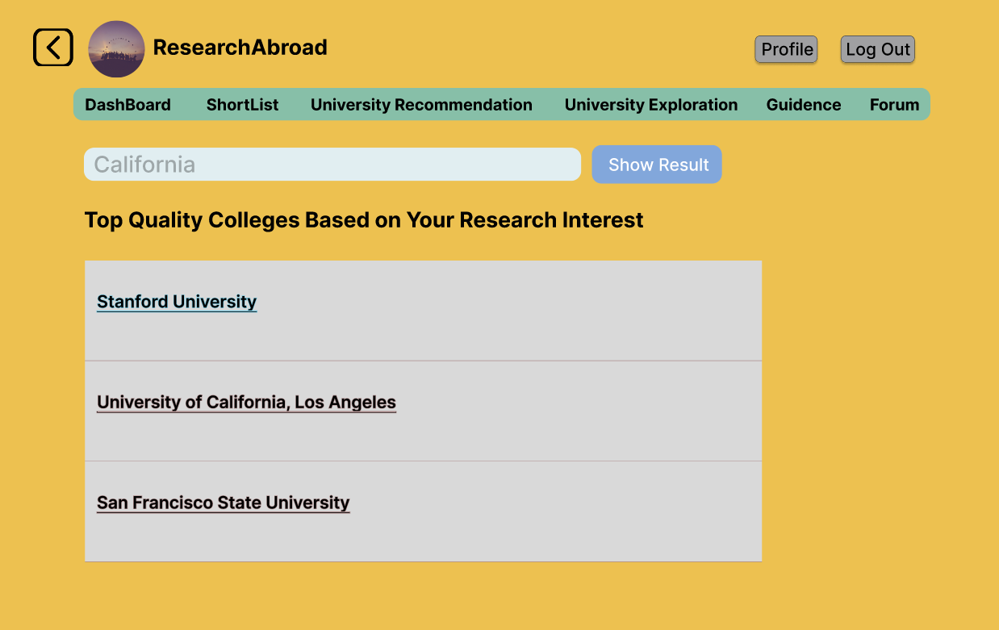 ResearchAbroad
Profile
Log Out
DashBoard
ShortList
University Recommendation
University Exploration
Guidence
Forum
California
Show Result
Top Quality Colleges Based on Your Research Interest
Stanford University
University of California, Los Angeles
San Francisco State University